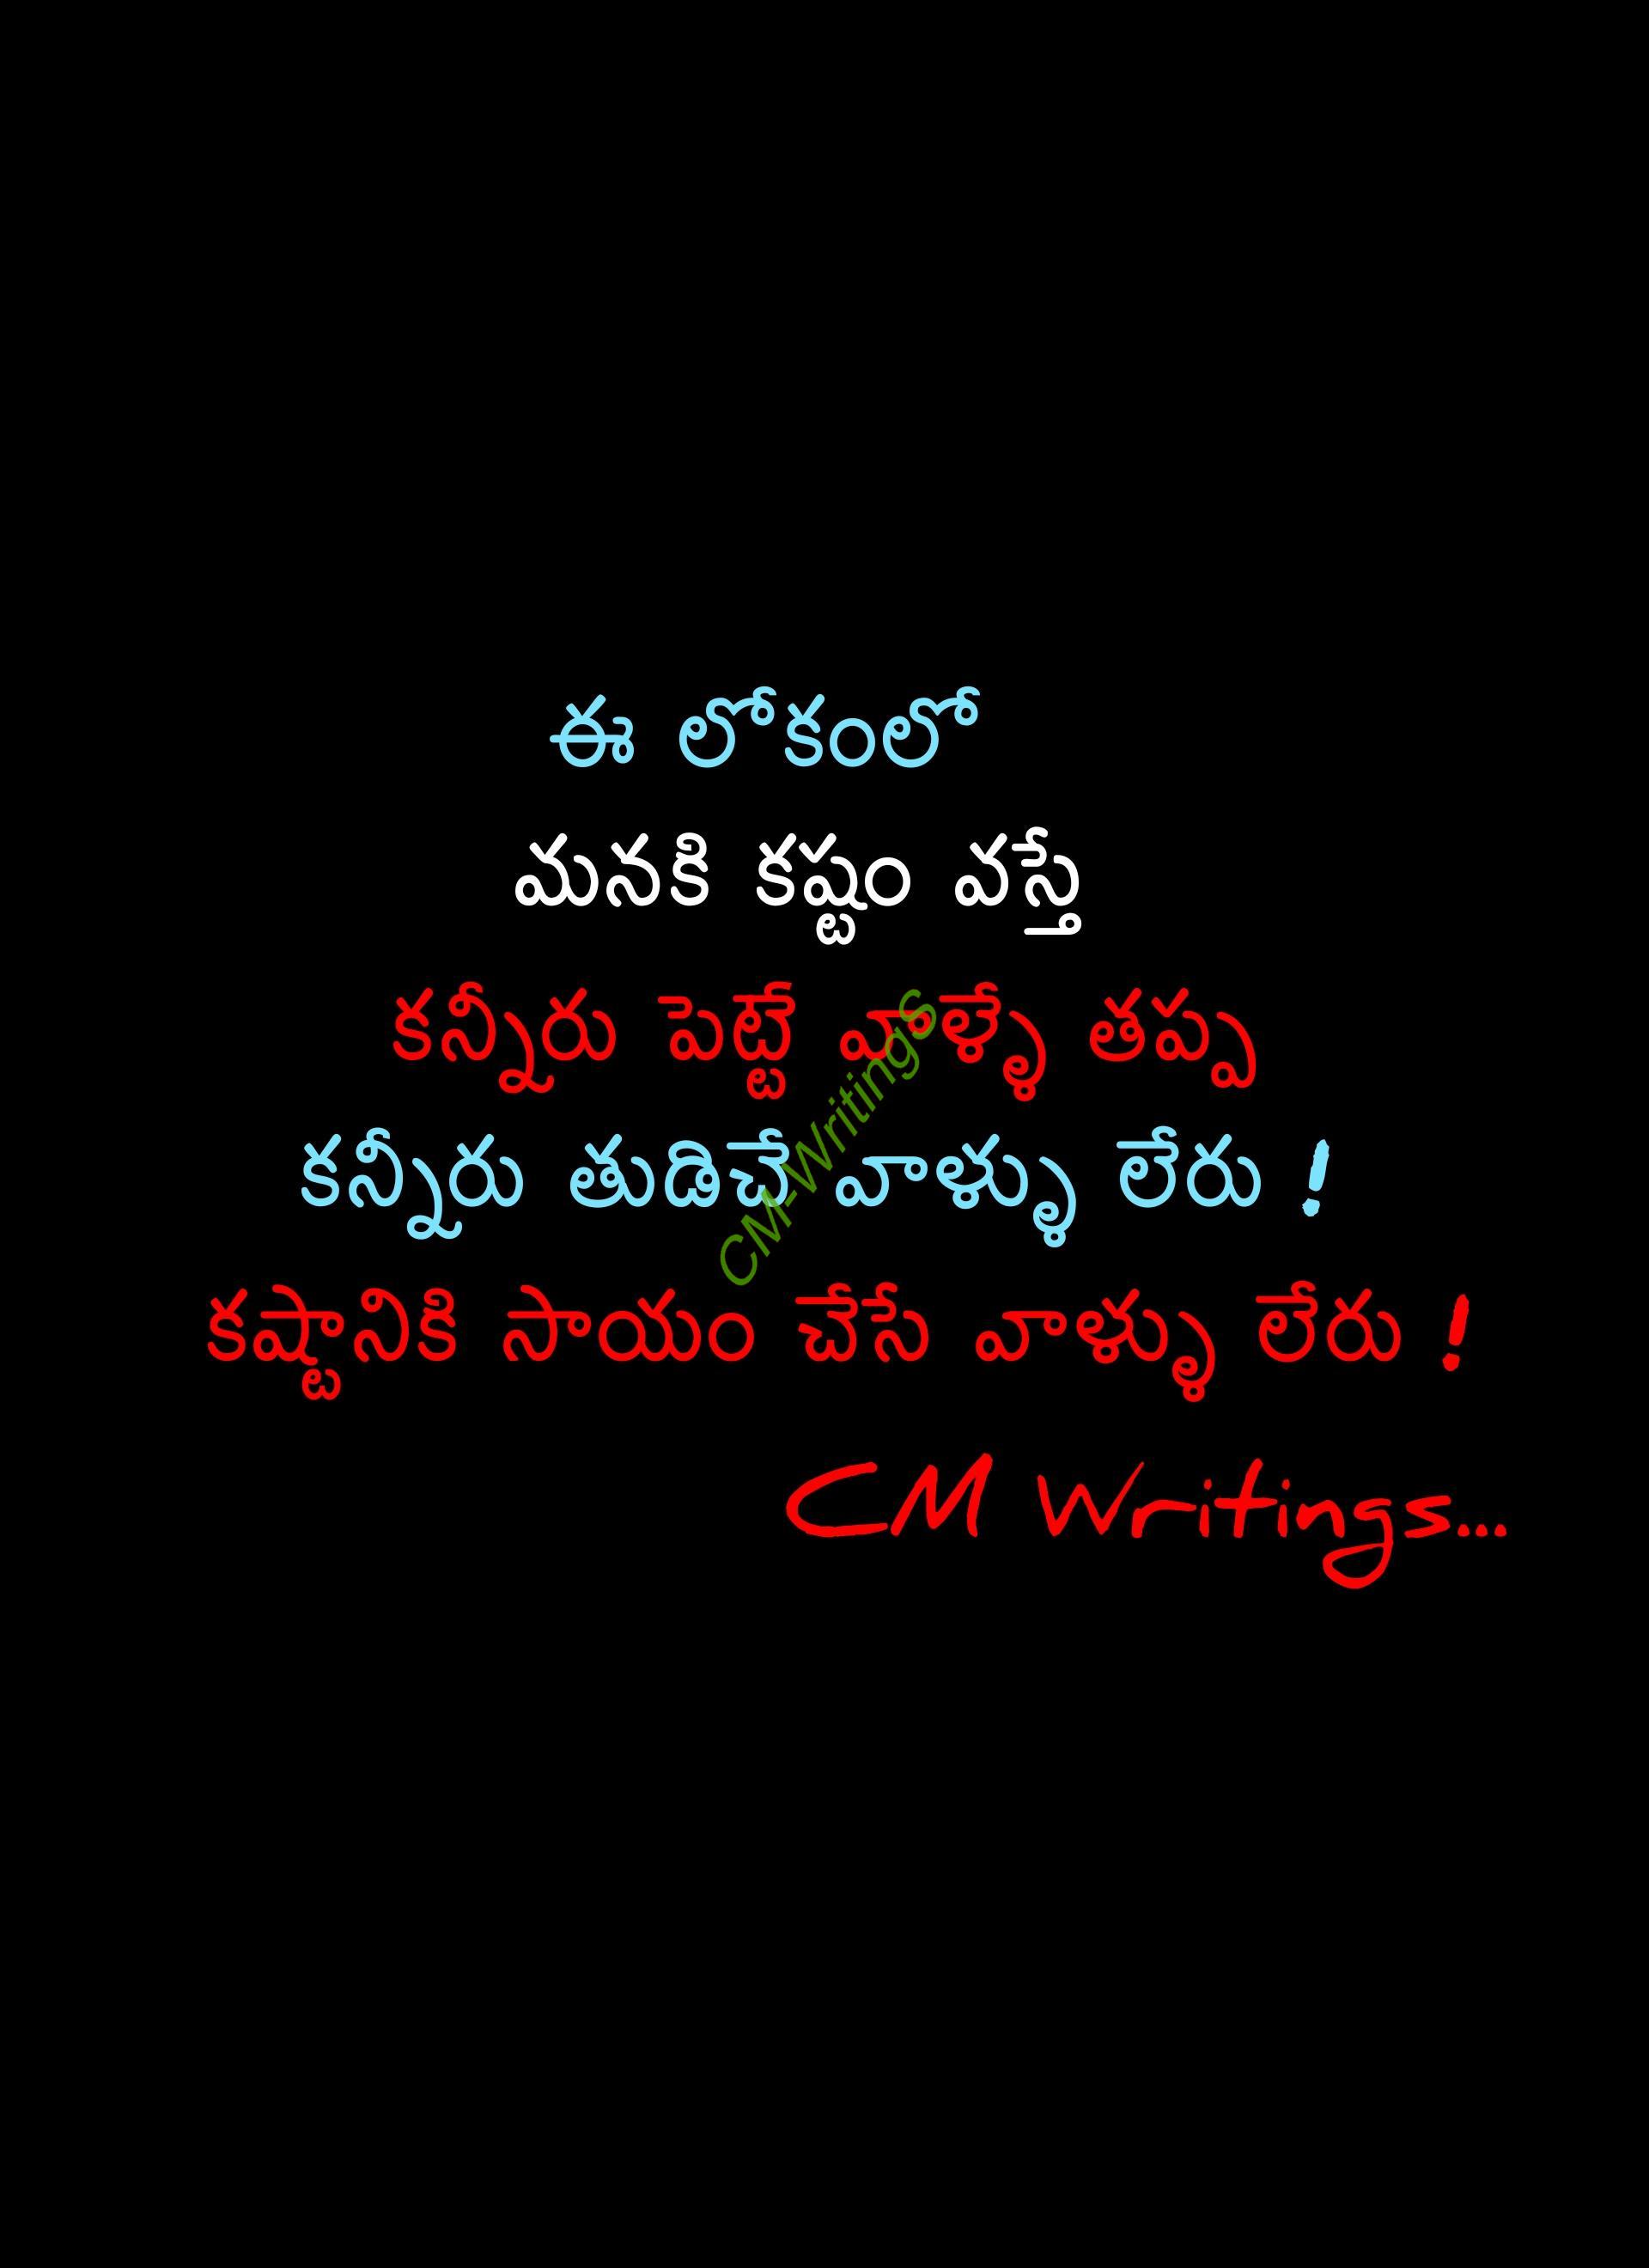 ఈ లోకంలో
మనకి కష్టం వస్తే
కన్నీరు పెట్టే వాళ్ళే తప్ప
కన్నీరు తుడిచే వాళ్ళు లేరు !
కష్టానికి సాయం చేసే వాళ్ళు లేరు !
CM Writings....
CM-Writings